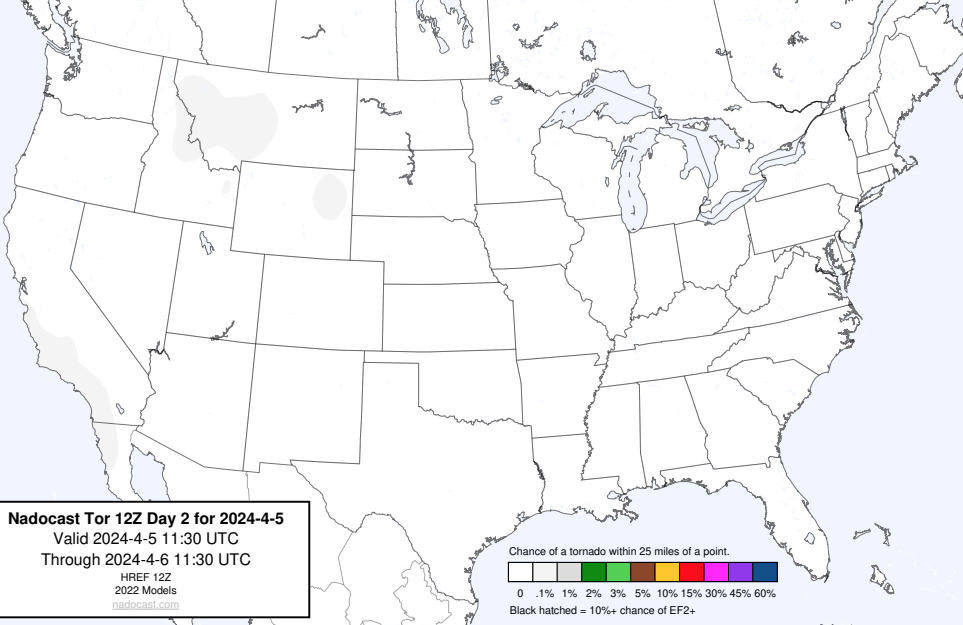 Nadocast Tor 12Z Day 2 for 2024-4-5
Valid 2024-4-5 11:30 UTC
Through 2024-4-6 11:30 UTC
HREF 12Z
2022 Models
nadocast.com
Chance of a tornado within 25 miles of a point.
0 .1% 1% 2% 3% 5% 10% 15% 30% 45% 60%
Black hatched = 10%+ chance of EF2+